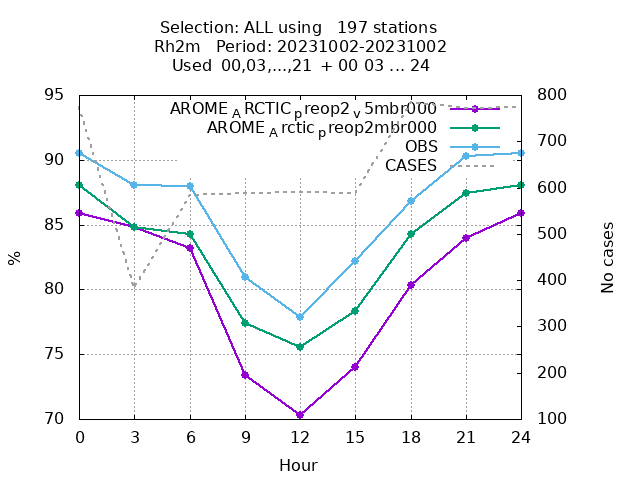 Selection: ALL using   197 stations
Rh2m   Period: 20231002-20231002
Used  00,03,...,21  + 00 03 ... 24
95
90
85
80
75
70
%
800
700
600
500
400
300
200
100
No cases
AROME_ARCTIC_preop2_v5mbr000
AROME_Arctic_preop2mbr000
OBS
CASES
0 3 6 9 12 15 18 21 24
Hour